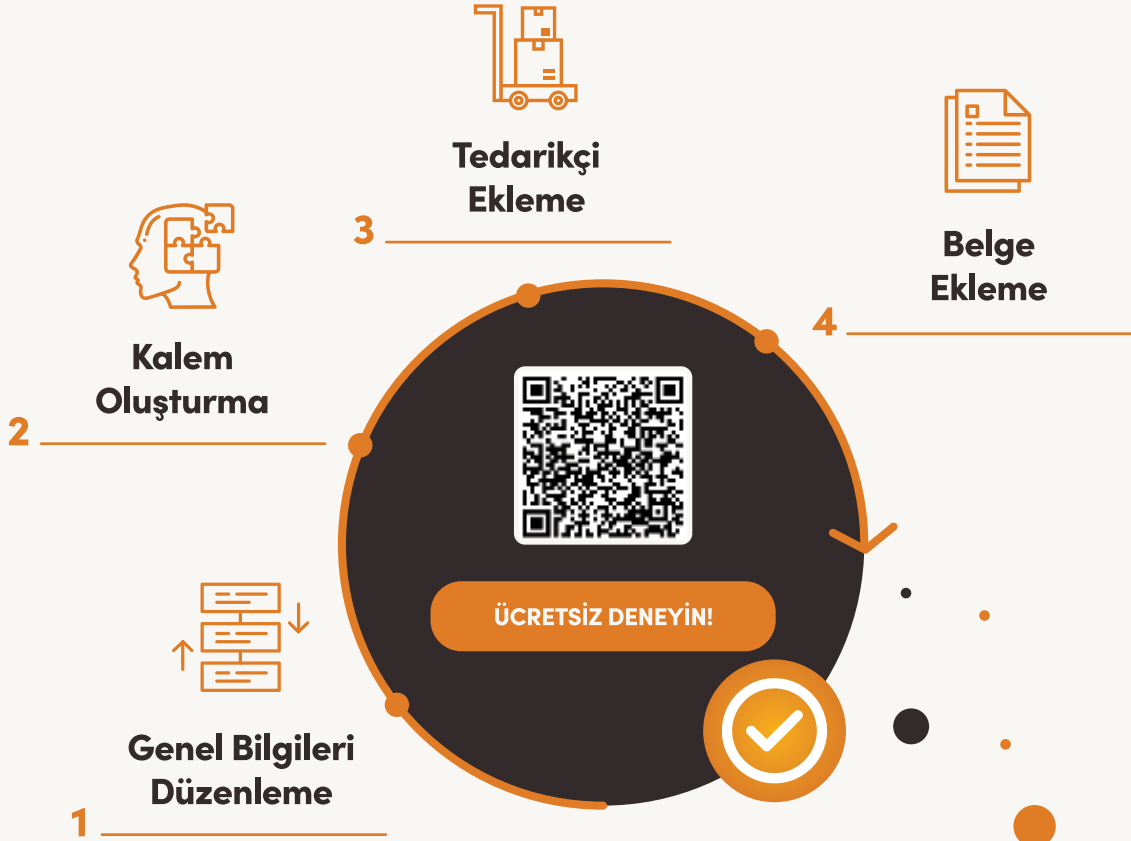 Tedarikçi
Ekleme
3
Belge
Ekleme
4
Kalem
Oluşturma
2
ÜCRETSİZ DENEYİN!
Genel Bilgileri
Düzenleme
1